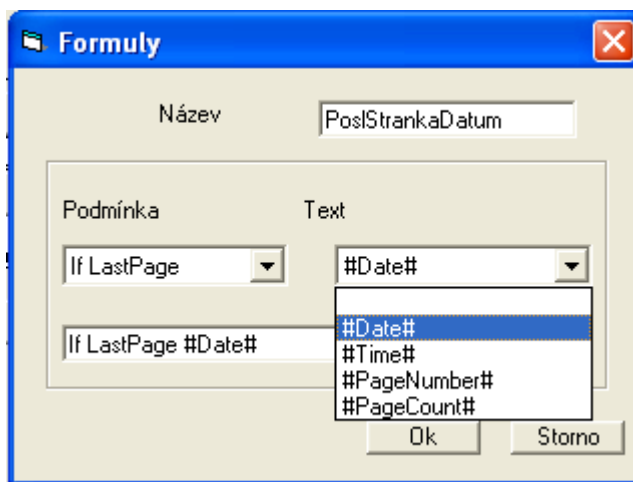 Formuly
Název
PoslStrankaDatum
Podmínka Text
If LastPage #Date#
#Date#
If LastPage #Date#
#Time#
#PageNumber#
#PageCount#
Ok Storno